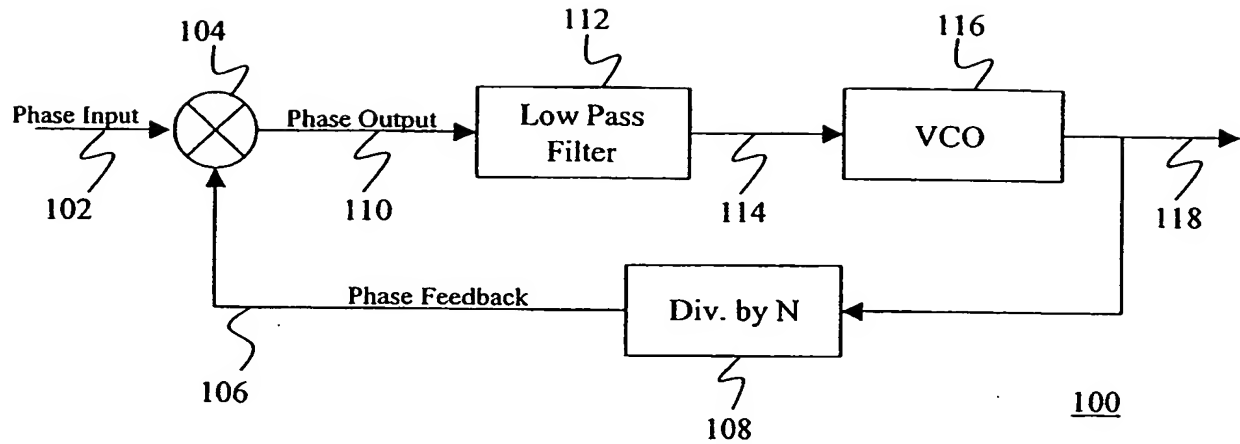 104
112
116
Phase Input
Phase Output
Low Pass
Filter
VCO
102
110
114
118
Phase Feedback
Div. by N
106
108
100